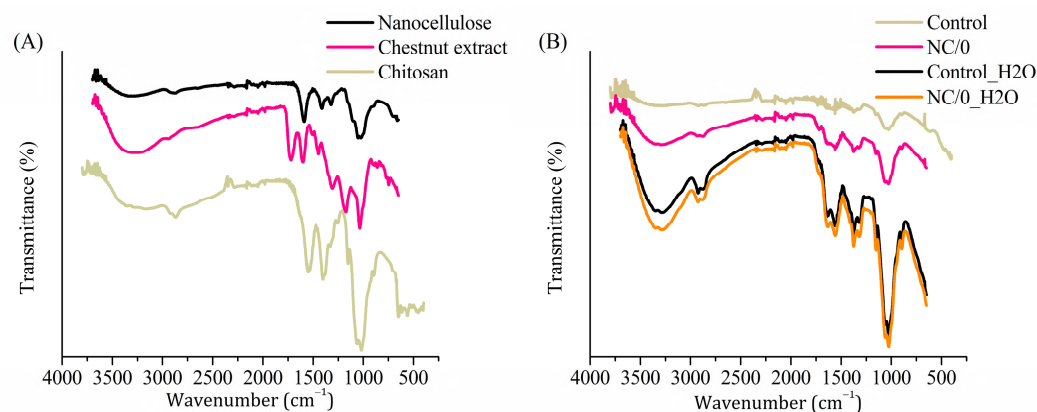 (A)
Nanocellulose
Chestnut extract
Chitosan
Transmittance (%)
4000 3500 3000 2500 2000 1500 1000 500
Wavenumber (cm⁻¹)
(B)
Control
NC/0
Control_H2O
NC/0_H2O
Transmittance (%)
4000 3500 3000 2500 2000 1500 1000 500
Wavenumber (cm⁻¹)